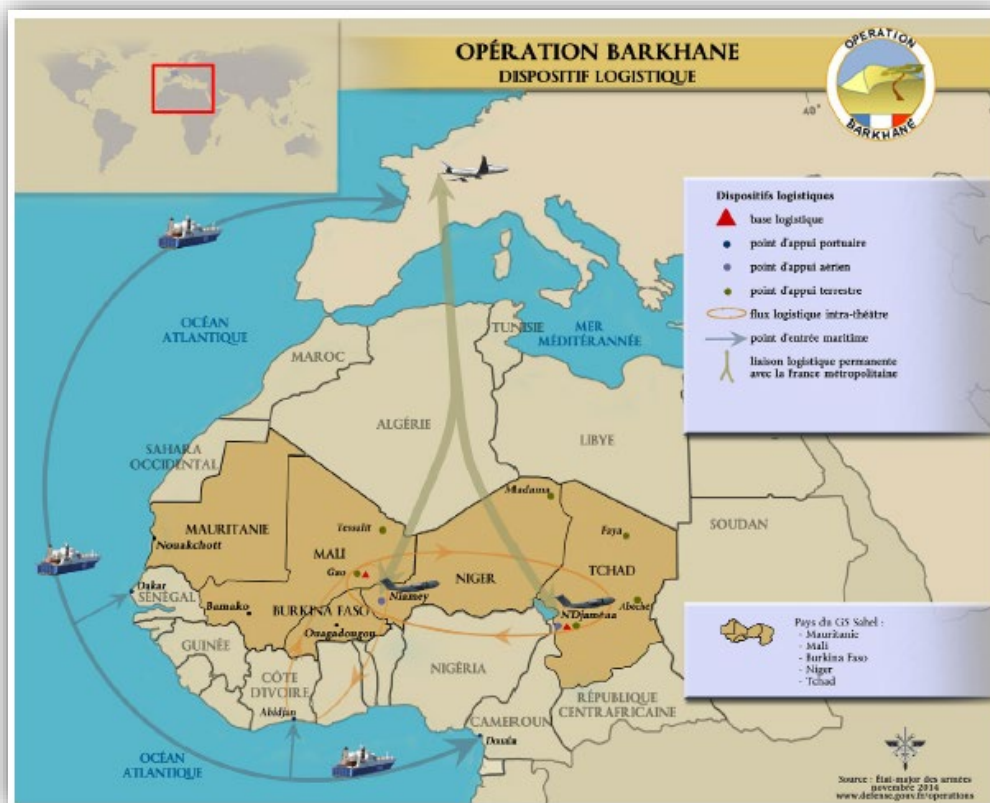 OPÉRATION BARKHANE
DISPOSITIF LOGISTIQUE
OPERATION
BARKHANE
40°
Dispositifs logistiques
base logistique
point d'appui portuaire
point d'appui aérien
point d'appui terrestre
flux logistique intra-théâtre
point d'entrée maritime
liaison logistique permanente
avec la France métropolitaine
OCÉAN
ATLANTIQUE
TUNISIE
MER
MÉDITÉRANNÉE
MAROC
ALGÉRIE
LIBYE
SAHARA
OCCIDENTAL
Madama
MAURITANIE
Nouakchott
Tessalit
MALI
Gao
NIGER
Faya
TCHAD
SOUDAN
Dakar
SÉNÉGAL
Bamako
BURKINA FASO
Ouagadougou
Niamey
N'Djaména
Abéché
GUINÉE
CÔTE
D'IVOIRE
Abidjan
NIGÉRIA
CAMEROUN
Douala
RÉPUBLIQUE
CENTRAFRICAINE
OCÉAN
ATLANTIQUE
Pays du G5 Sahel :
- Mauritanie
- Mali
- Burkina Faso
- Niger
- Tchad
Source : État-major des armées
novembre 2014
www.defense.gouv.fr/operations